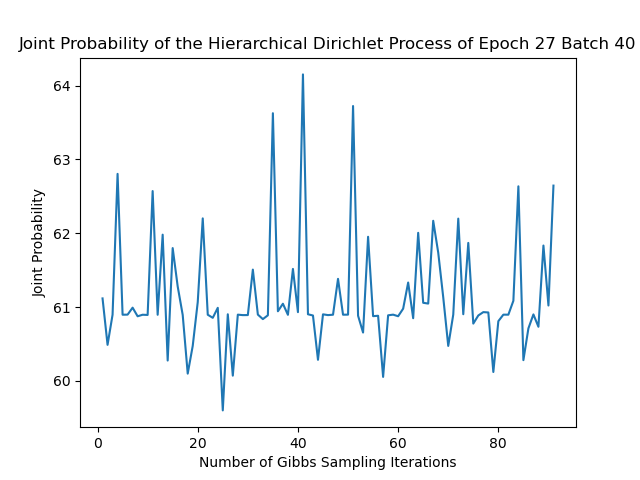 Joint Probability of the Hierarchical Dirichlet Process of Epoch 27 Batch 40
64
63
62
61
60
Joint Probability
0 20 40 60 80
Number of Gibbs Sampling Iterations